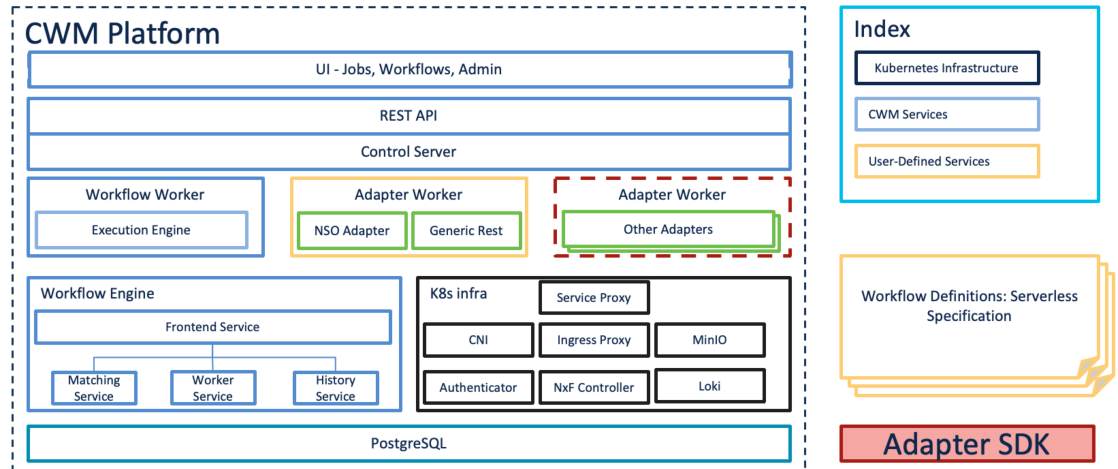 CWM Platform
UI - Jobs, Workflows, Admin
REST API
Control Server
Workflow Worker
Execution Engine
Adapter Worker
NSO Adapter
Generic Rest
Adapter Worker
Other Adapters
Workflow Engine
Frontend Service
Matching
Service
Worker
Service
History
Service
K8s infra
Service Proxy
CNI
Ingress Proxy
MinIO
Authenticator
NxF Controller
Loki
PostgreSQL
Index
Kubernetes Infrastructure
CWM Services
User-Defined Services
Workflow Definitions: Serverless
Specification
Adapter SDK